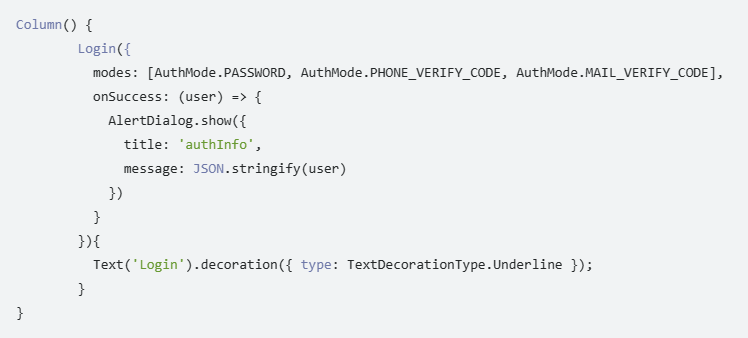 Column() {
        Login({
          modes: [AuthMode.PASSWORD, AuthMode.PHONE_VERIFY_CODE, AuthMode.MAIL_VERIFY_CODE],
          onSuccess: (user) => {
            AlertDialog.show({
              title: 'authInfo',
              message: JSON.stringify(user)
            })
          }
        }){
          Text('Login').decoration({ type: TextDecorationType.Underline });
        }
}